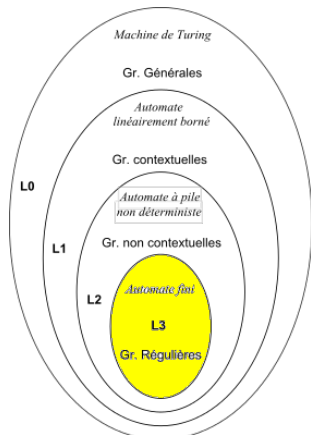 Machine de Turing
Gr. Générales
Automate
linéairement borné
Gr. contextuelles
L0
Automate à pile
non déterministe
Gr. non contextuelles
L1
Automate fini
L2
L3
Gr. Régulières